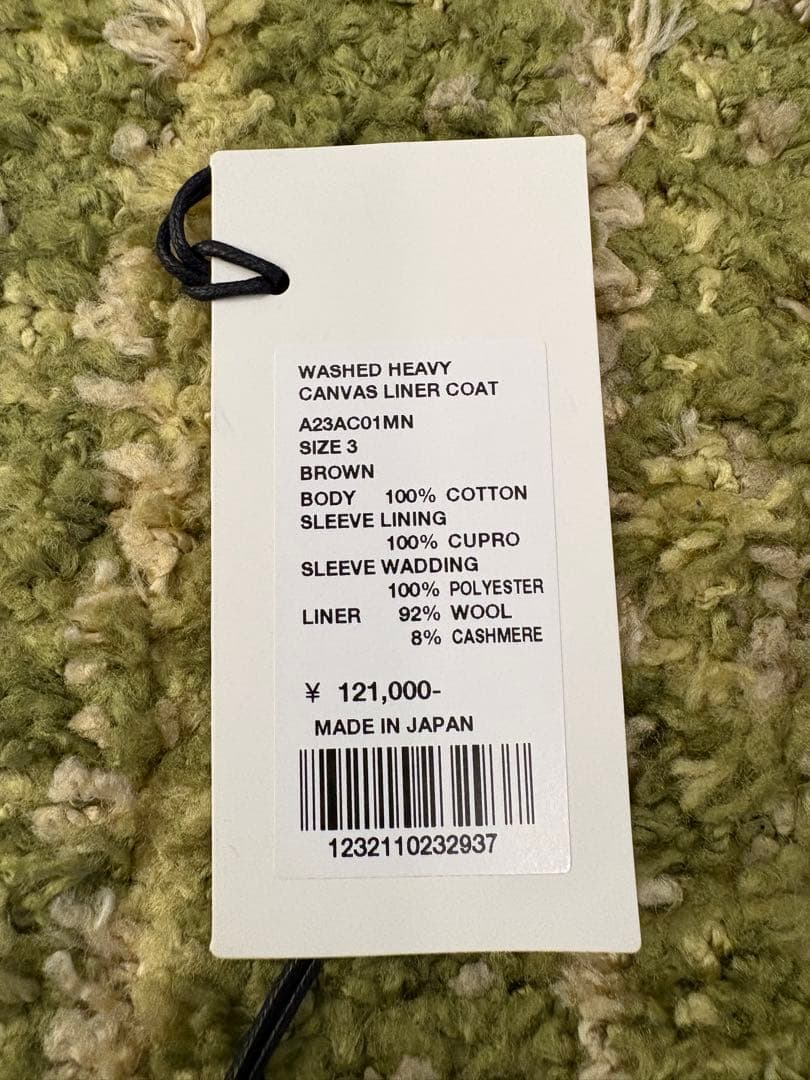 WASHED HEAVY
CANVAS LINER COAT
A23AC01MN
SIZE 3
BROWN
BODY 100% COTTON
SLEEVE LINING
100% CUPRO
SLEEVE WADDING
100% POLYESTER
LINER 92% WOOL
8% CASHMERE
¥ 121,000-
MADE IN JAPAN
1232110232937